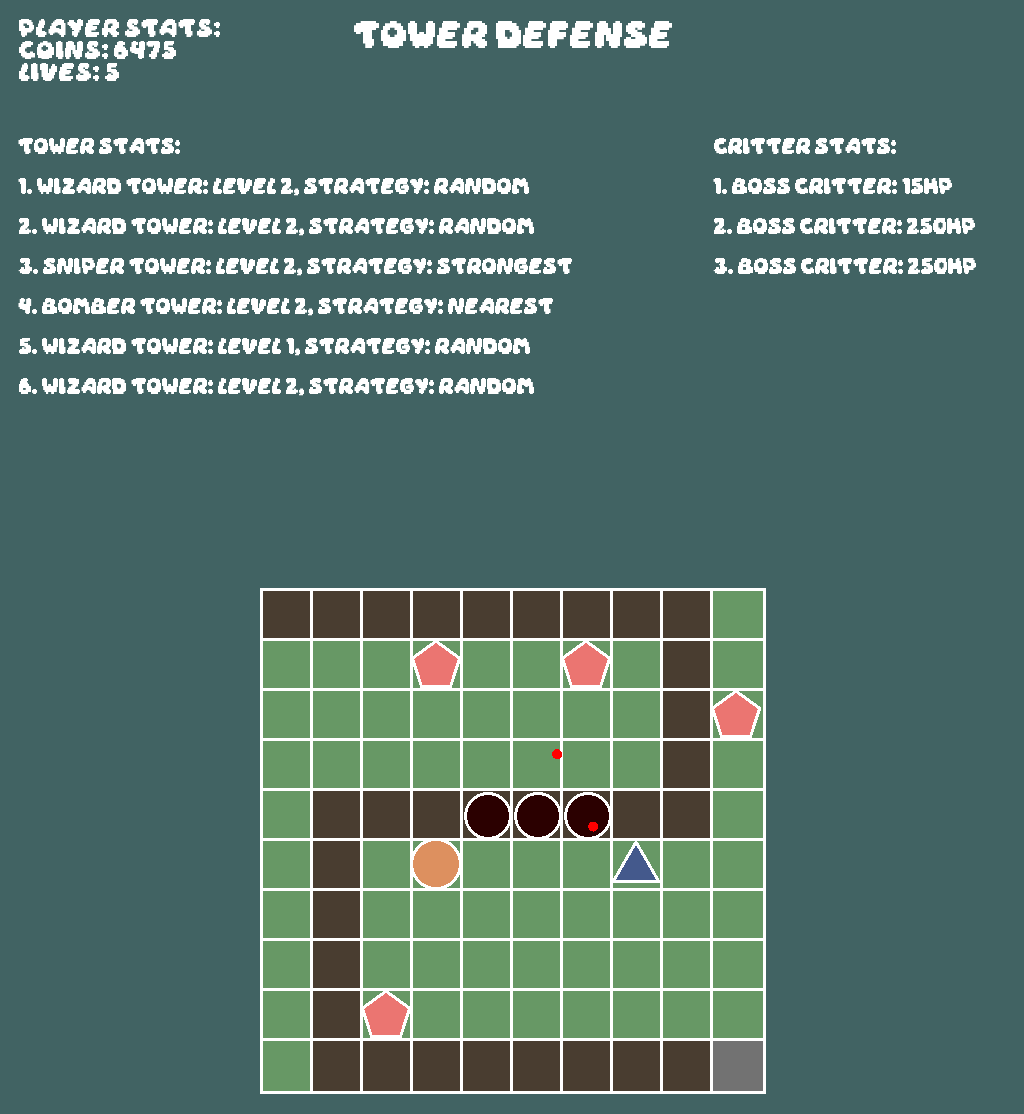 PLAYER STATS:
COINS: 6475
LIVES: 5
TOWER DEFENSE
TOWER STATS:
1. WIZARD TOWER: LEVEL 2, STRATEGY: RANDOM
2. WIZARD TOWER: LEVEL 2, STRATEGY: RANDOM
3. SNIPER TOWER: LEVEL 2, STRATEGY: STRONGEST
4. BOMBER TOWER: LEVEL 2, STRATEGY: NEAREST
5. WIZARD TOWER: LEVEL 1, STRATEGY: RANDOM
6. WIZARD TOWER: LEVEL 2, STRATEGY: RANDOM
CRITTER STATS:
1. BOSS CRITTER: 15HP
2. BOSS CRITTER: 250HP
3. BOSS CRITTER: 250HP